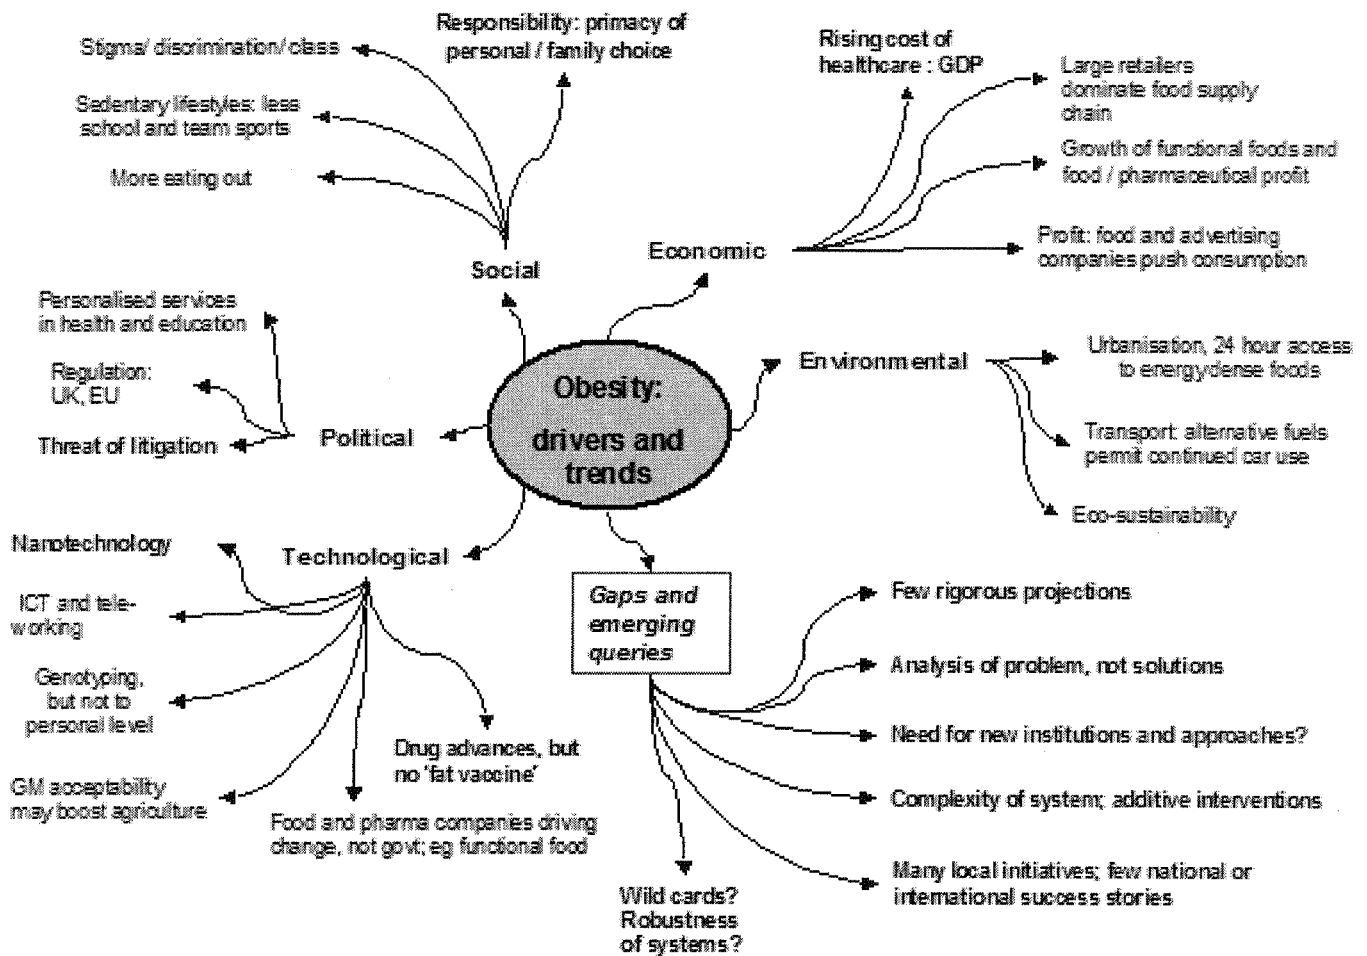 Responsibility: primacy of
personal / family choice
Stigma/ discrimination/ class
Sedentary lifestyles: less
school and team sports
More eating out
Social
Rising cost of
healthcare : GDP
Large retailers
dominate food supply
chain
Growth of functional foods and
food / pharmaceutical profit
Profit: food and advertising
companies push consumption
Economic
Personalised services
in health and education
Regulation:
UK, EU
Threat of litigation
Political
Obesity:
drivers and
trends
Environmental
Urbanisation, 24 hour access
to energydense foods
Transport: alternative fuels
permit continued car use
Eco-sustainability
Nanotechnology
Technological
ICT and tele-
working
Genotyping,
but not to
personal level
GM acceptability
may boost agriculture
Drug advances, but
no 'fat vaccine'
Food and pharma companies driving
change, not govt; eg functional food
Gaps and
emerging
queries
Few rigorous projections
Analysis of problem, not solutions
Need for new institutions and approaches?
Complexity of system; additive interventions
Many local initiatives; few national or
international success stories
Wild cards?
Robustness
of systems?